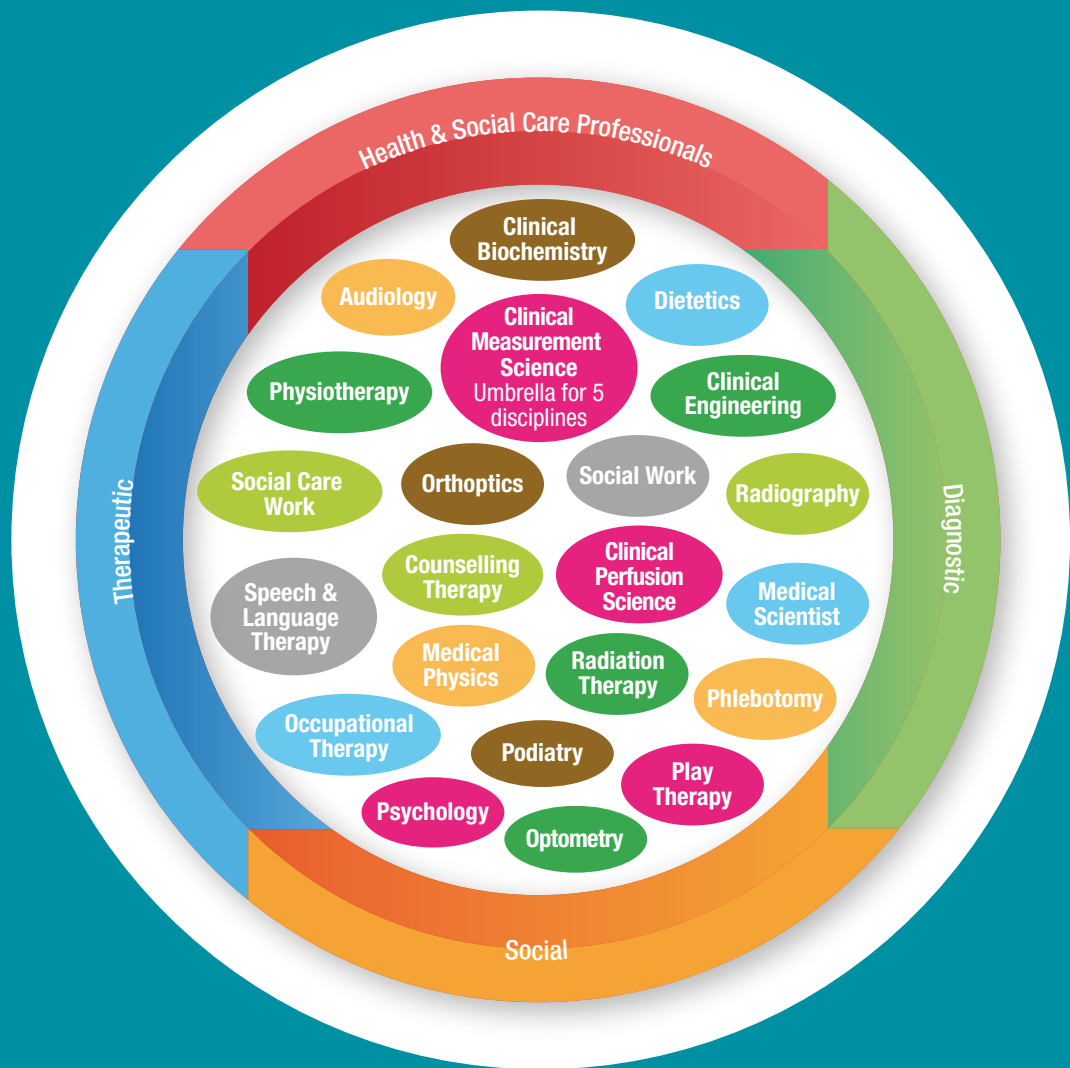 Health & Social Care Professionals
Clinical
Biochemistry
Audiology
Dietetics
Clinical
Measurement
Science
Umbrella for 5
disciplines
Physiotherapy
Clinical
Engineering
Social Care
Work
Orthoptics
Social Work
Radiography
Therapeutic
Diagnostic
Counselling
Therapy
Clinical
Perfusion
Science
Speech &
Language
Therapy
Medical
Scientist
Medical
Physics
Radiation
Therapy
Phlebotomy
Occupational
Therapy
Podiatry
Play
Therapy
Psychology
Optometry
Social